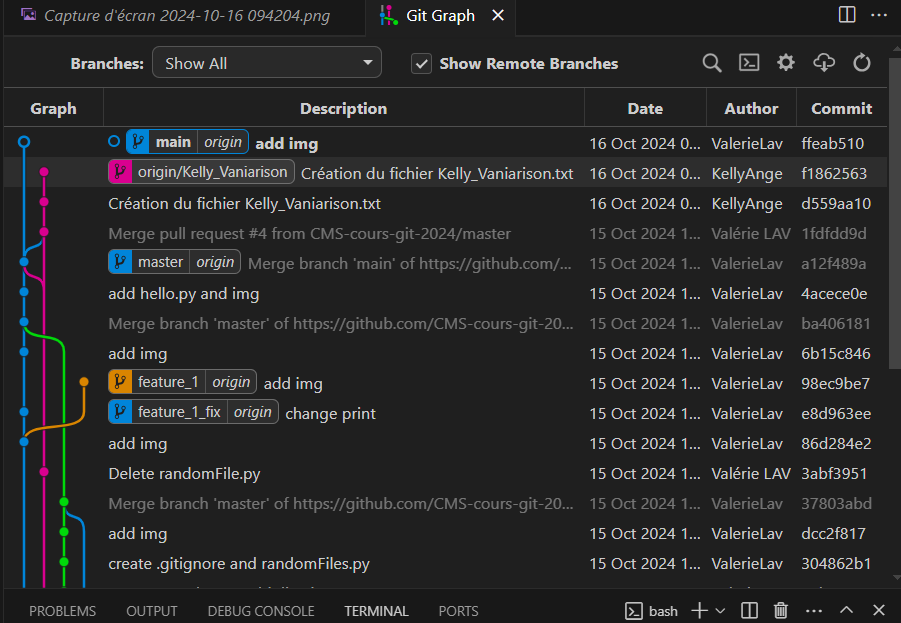 Capture d'écran 2024-10-16 094204.png Git Graph
Branches: Show All Show Remote Branches
Graph Description Date Author Commit
main origin add img 16 Oct 2024 0... ValerieLav ffeab510
origin/Kelly_Vaniarison Création du fichier Kelly_Vaniarison.txt 16 Oct 2024 0... KellyAnge f1862563
Création du fichier Kelly_Vaniarison.txt 16 Oct 2024 0... KellyAnge d559aa10
Merge pull request #4 from CMS-cours-git-2024/master 15 Oct 2024 1... Valérie LAV 1fdfdd9d
master origin Merge branch 'main' of https://github.com/... 15 Oct 2024 1... ValerieLav a12f489a
add hello.py and img 15 Oct 2024 1... ValerieLav 4acece0e
Merge branch 'master' of https://github.com/CMS-cours-git-20... 15 Oct 2024 1... ValerieLav ba406181
add img 15 Oct 2024 1... ValerieLav 6b15c846
feature_1 origin add img 15 Oct 2024 1... ValerieLav 98ec9be7
feature_1_fix origin change print 15 Oct 2024 1... ValerieLav e8d963ee
add img 15 Oct 2024 1... ValerieLav 86d284e2
Delete randomFile.py 15 Oct 2024 1... Valérie LAV 3abf3951
Merge branch 'master' of https://github.com/CMS-cours-git-20... 15 Oct 2024 1... ValerieLav 37803abd
add img 15 Oct 2024 1... ValerieLav dcc2f817
create .gitignore and randomFiles.py 15 Oct 2024 1... ValerieLav 304862b1
PROBLEMS OUTPUT DEBUG CONSOLE TERMINAL PORTS bash